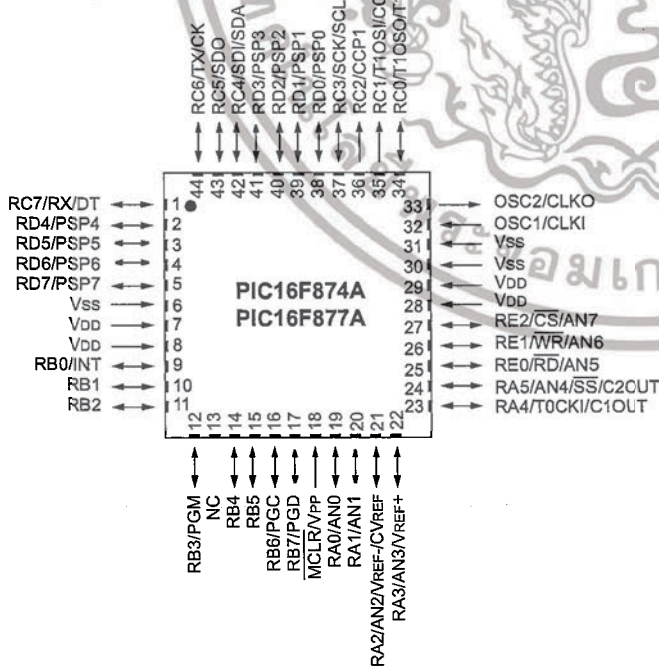 RC6/TX/CK
RC5/SDO
RC4/SDI/SDA
RD3/PSP3
RD2/PSP2
RD1/PSP1
RD0/PSP0
RC3/SCK/SCL
RC2/CCP1
RC1/T1OSI/CC
RC0/T1OSO/T
44
43
42
41
40
39
38
37
36
35
34
RC7/RX/DT 1
RD4/PSP4 2
RD5/PSP5 3
RD6/PSP6 4
RD7/PSP7 5
VSS 6
VDD 7
VDD 8
RB0/INT 9
RB1 10
RB2 11
PIC16F874A
PIC16F877A
33 OSC2/CLKO
32 OSC1/CLKI
31 VSS
30 VSS
29 VDD
28 VDD
27 RE2/CS/AN7
26 RE1/WR/AN6
25 RE0/RD/AN5
24 RA5/AN4/SS/C2OUT
23 RA4/T0CKI/C1OUT
12
13
14
15
16
17
18
19
20
21
22
RB3/PGM
NC
RB4
RB5
RB6/PGC
RB7/PGD
MCLR/VPP
RA0/AN0
RA1/AN1
RA2/AN2/VREF-/CVREF
RA3/AN3/VREF+